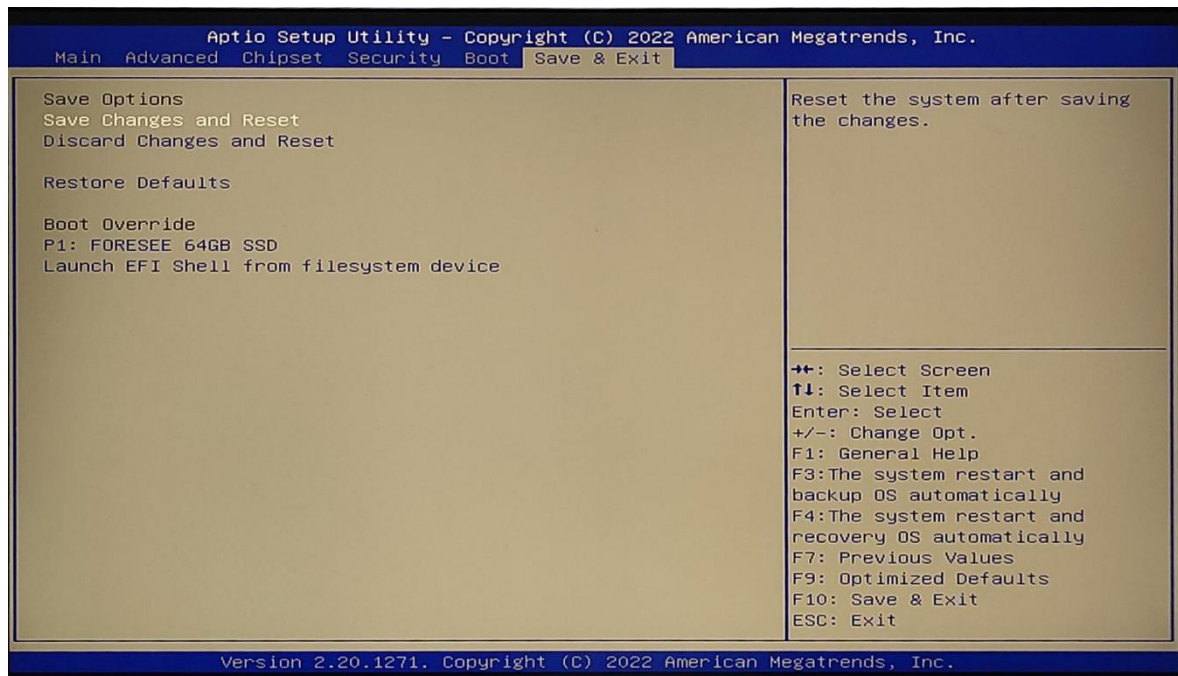 Aptio Setup Utility – Copyright (C) 2022 American Megatrends, Inc.
Main Advanced Chipset Security Boot Save & Exit
Save Options
Save Changes and Reset
Discard Changes and Reset
Restore Defaults
Boot Override
P1: FORESEE 64GB SSD
Launch EFI Shell from filesystem device
Reset the system after saving
the changes.
→←: Select Screen
↑↓: Select Item
Enter: Select
+/-: Change Opt.
F1: General Help
F3:The system restart and
backup OS automatically
F4:The system restart and
recovery OS automatically
F7: Previous Values
F9: Optimized Defaults
F10: Save & Exit
ESC: Exit
Version 2.20.1271. Copyright (C) 2022 American Megatrends, Inc.